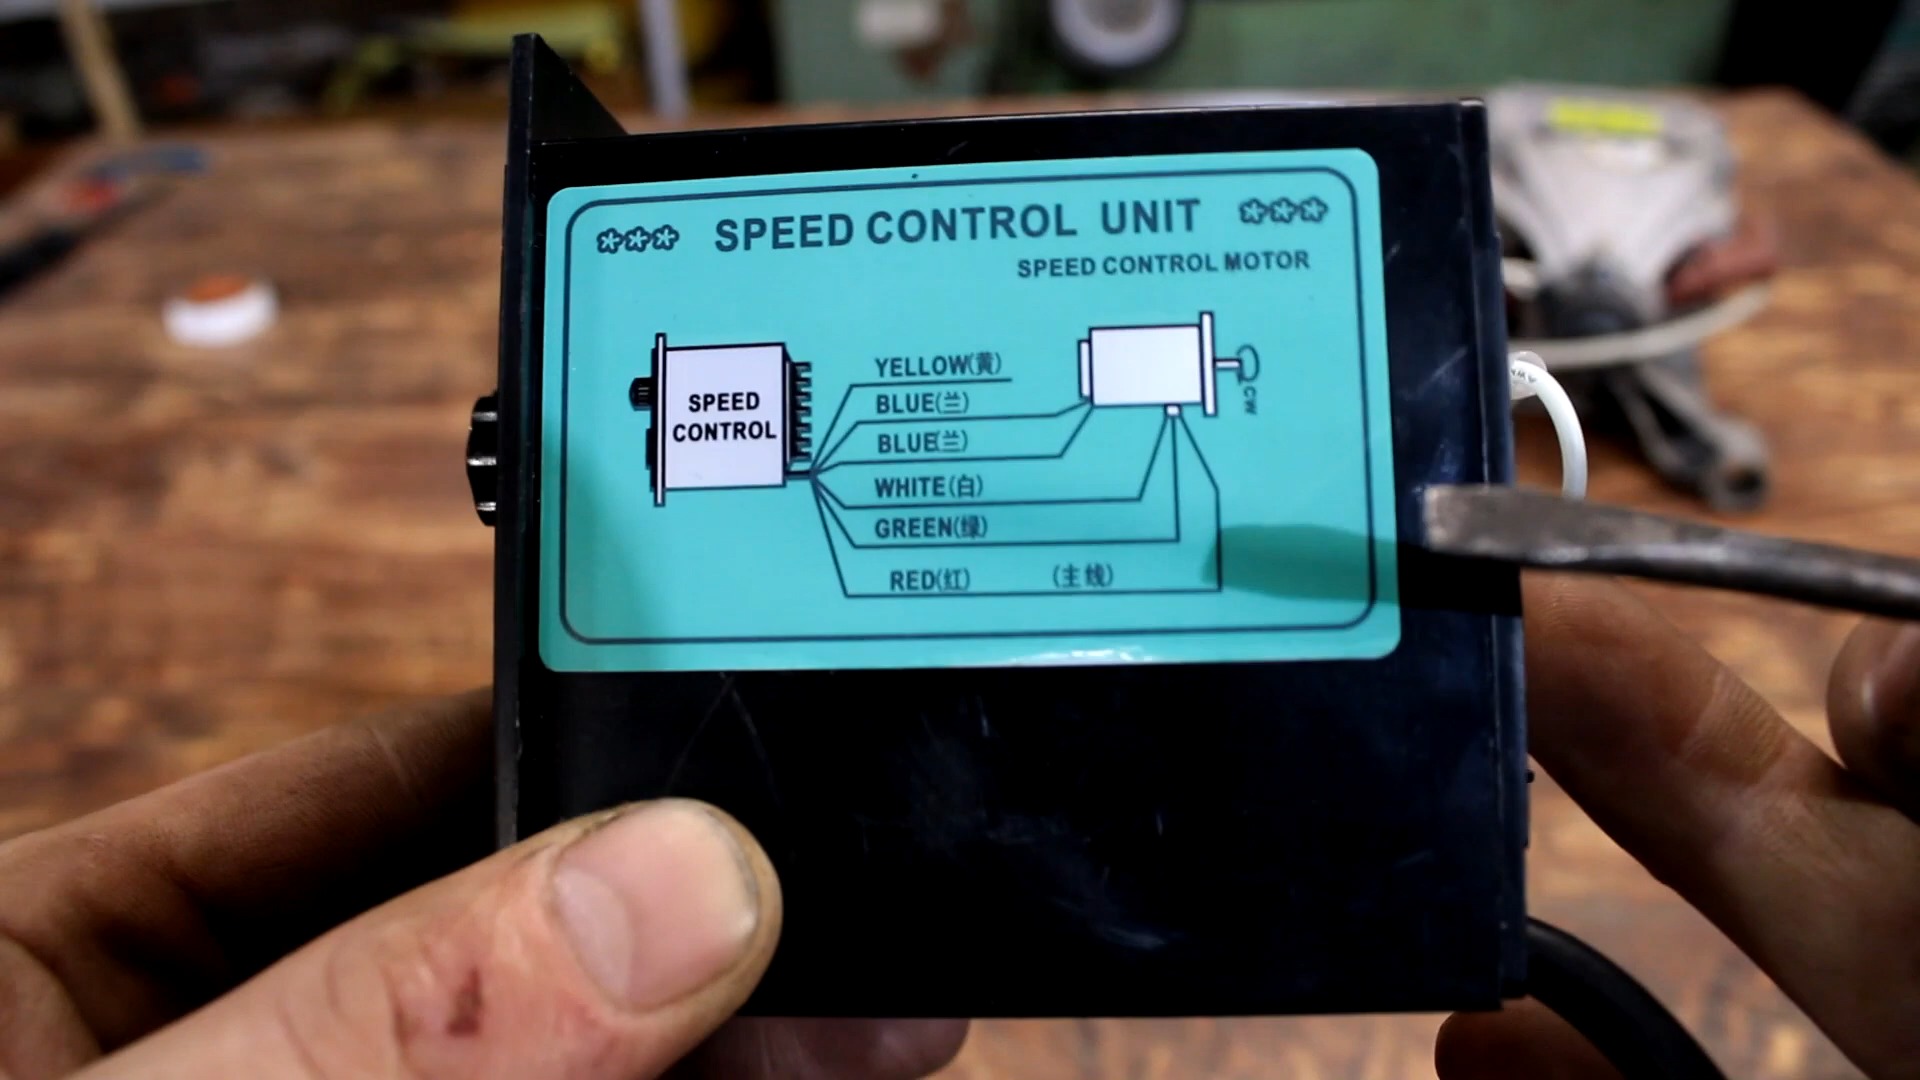 *** SPEED CONTROL UNIT ***
SPEED CONTROL MOTOR
SPEED
CONTROL
YELLOW(黄)
BLUE(兰)
BLUE(兰)
WHITE(白)
GREEN(绿)
RED(红) (主线)
CW